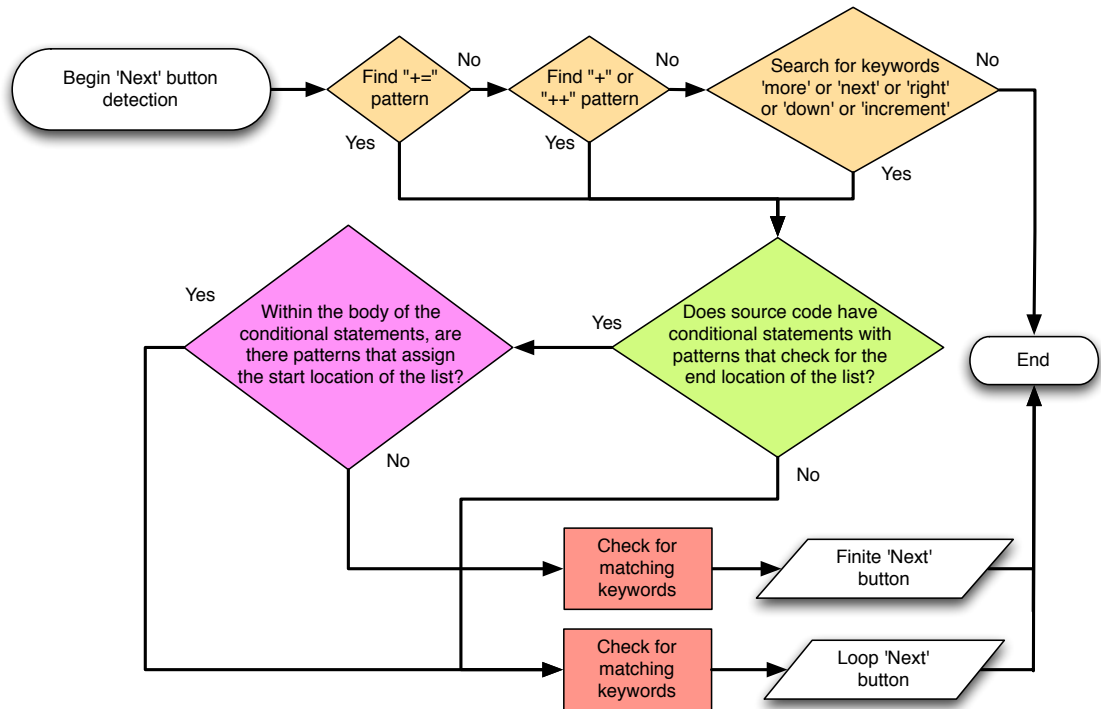 Begin 'Next' button
detection
Find "+="
pattern
No
Yes
Find "+" or
"++" pattern
No
Yes
Search for keywords
'more' or 'next' or 'right'
or 'down' or 'increment'
No
Yes
Does source code have
conditional statements with
patterns that check for the
end location of the list?
Yes
No
Within the body of the
conditional statements, are
there patterns that assign
the start location of the list?
Yes
No
End
Check for
matching
keywords
Finite 'Next'
button
Check for
matching
keywords
Loop 'Next'
button